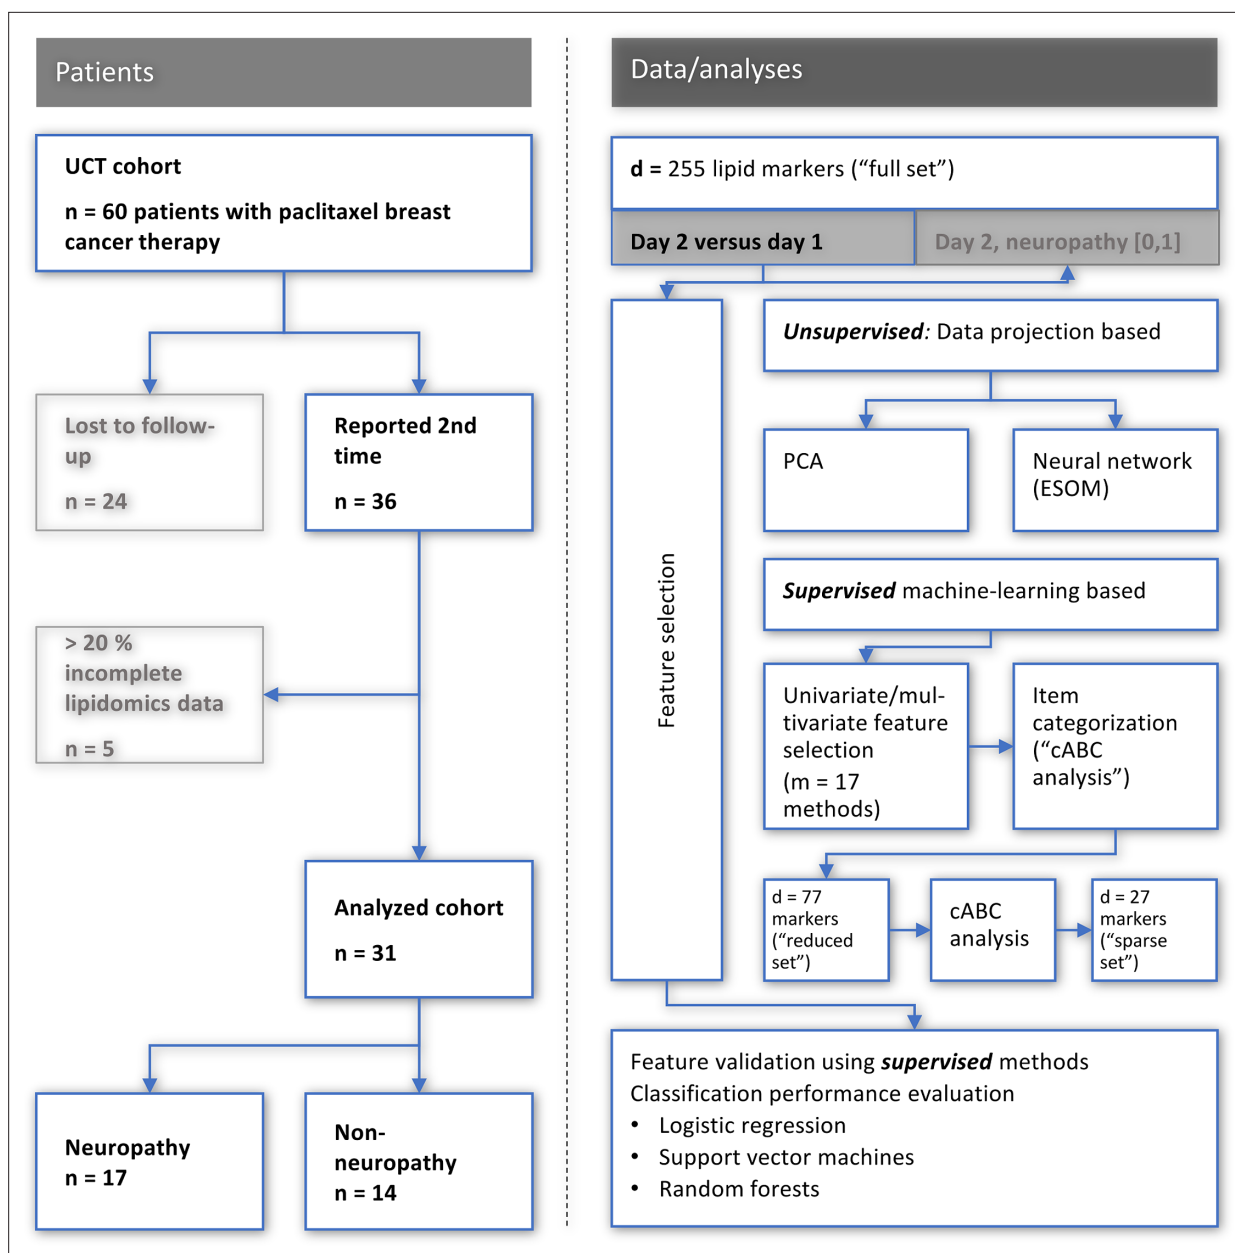 Patients
UCT cohort
n = 60 patients with paclitaxel breast
cancer therapy
Lost to follow-
up
n = 24
Reported 2nd
time
n = 36
> 20 %
incomplete
lipidomics data
n = 5
Analyzed cohort
n = 31
Neuropathy
n = 17
Non-
neuropathy
n = 14
Data/analyses
d = 255 lipid markers (“full set”)
Day 2 versus day 1
Day 2, neuropathy [0,1]
Feature selection
Unsupervised: Data projection based
PCA
Neural network
(ESOM)
Supervised machine-learning based
Univariate/mul-
tivariate feature
selection
(m = 17
methods)
Item
categorization
(“cABC
analysis”)
d = 77
markers
(“reduced
set”)
cABC
analysis
d = 27
markers
(“sparse
set”)
Feature validation using supervised methods
Classification performance evaluation
• Logistic regression
• Support vector machines
• Random forests